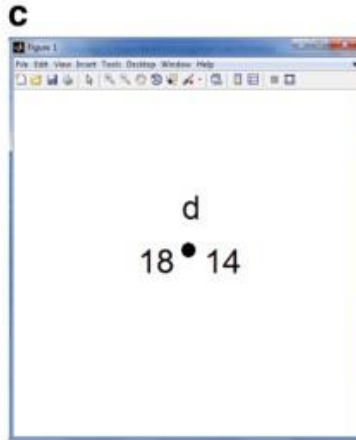 c
Figure 1
File Edit View Insert Tools Desktop Window Help
d
18 14